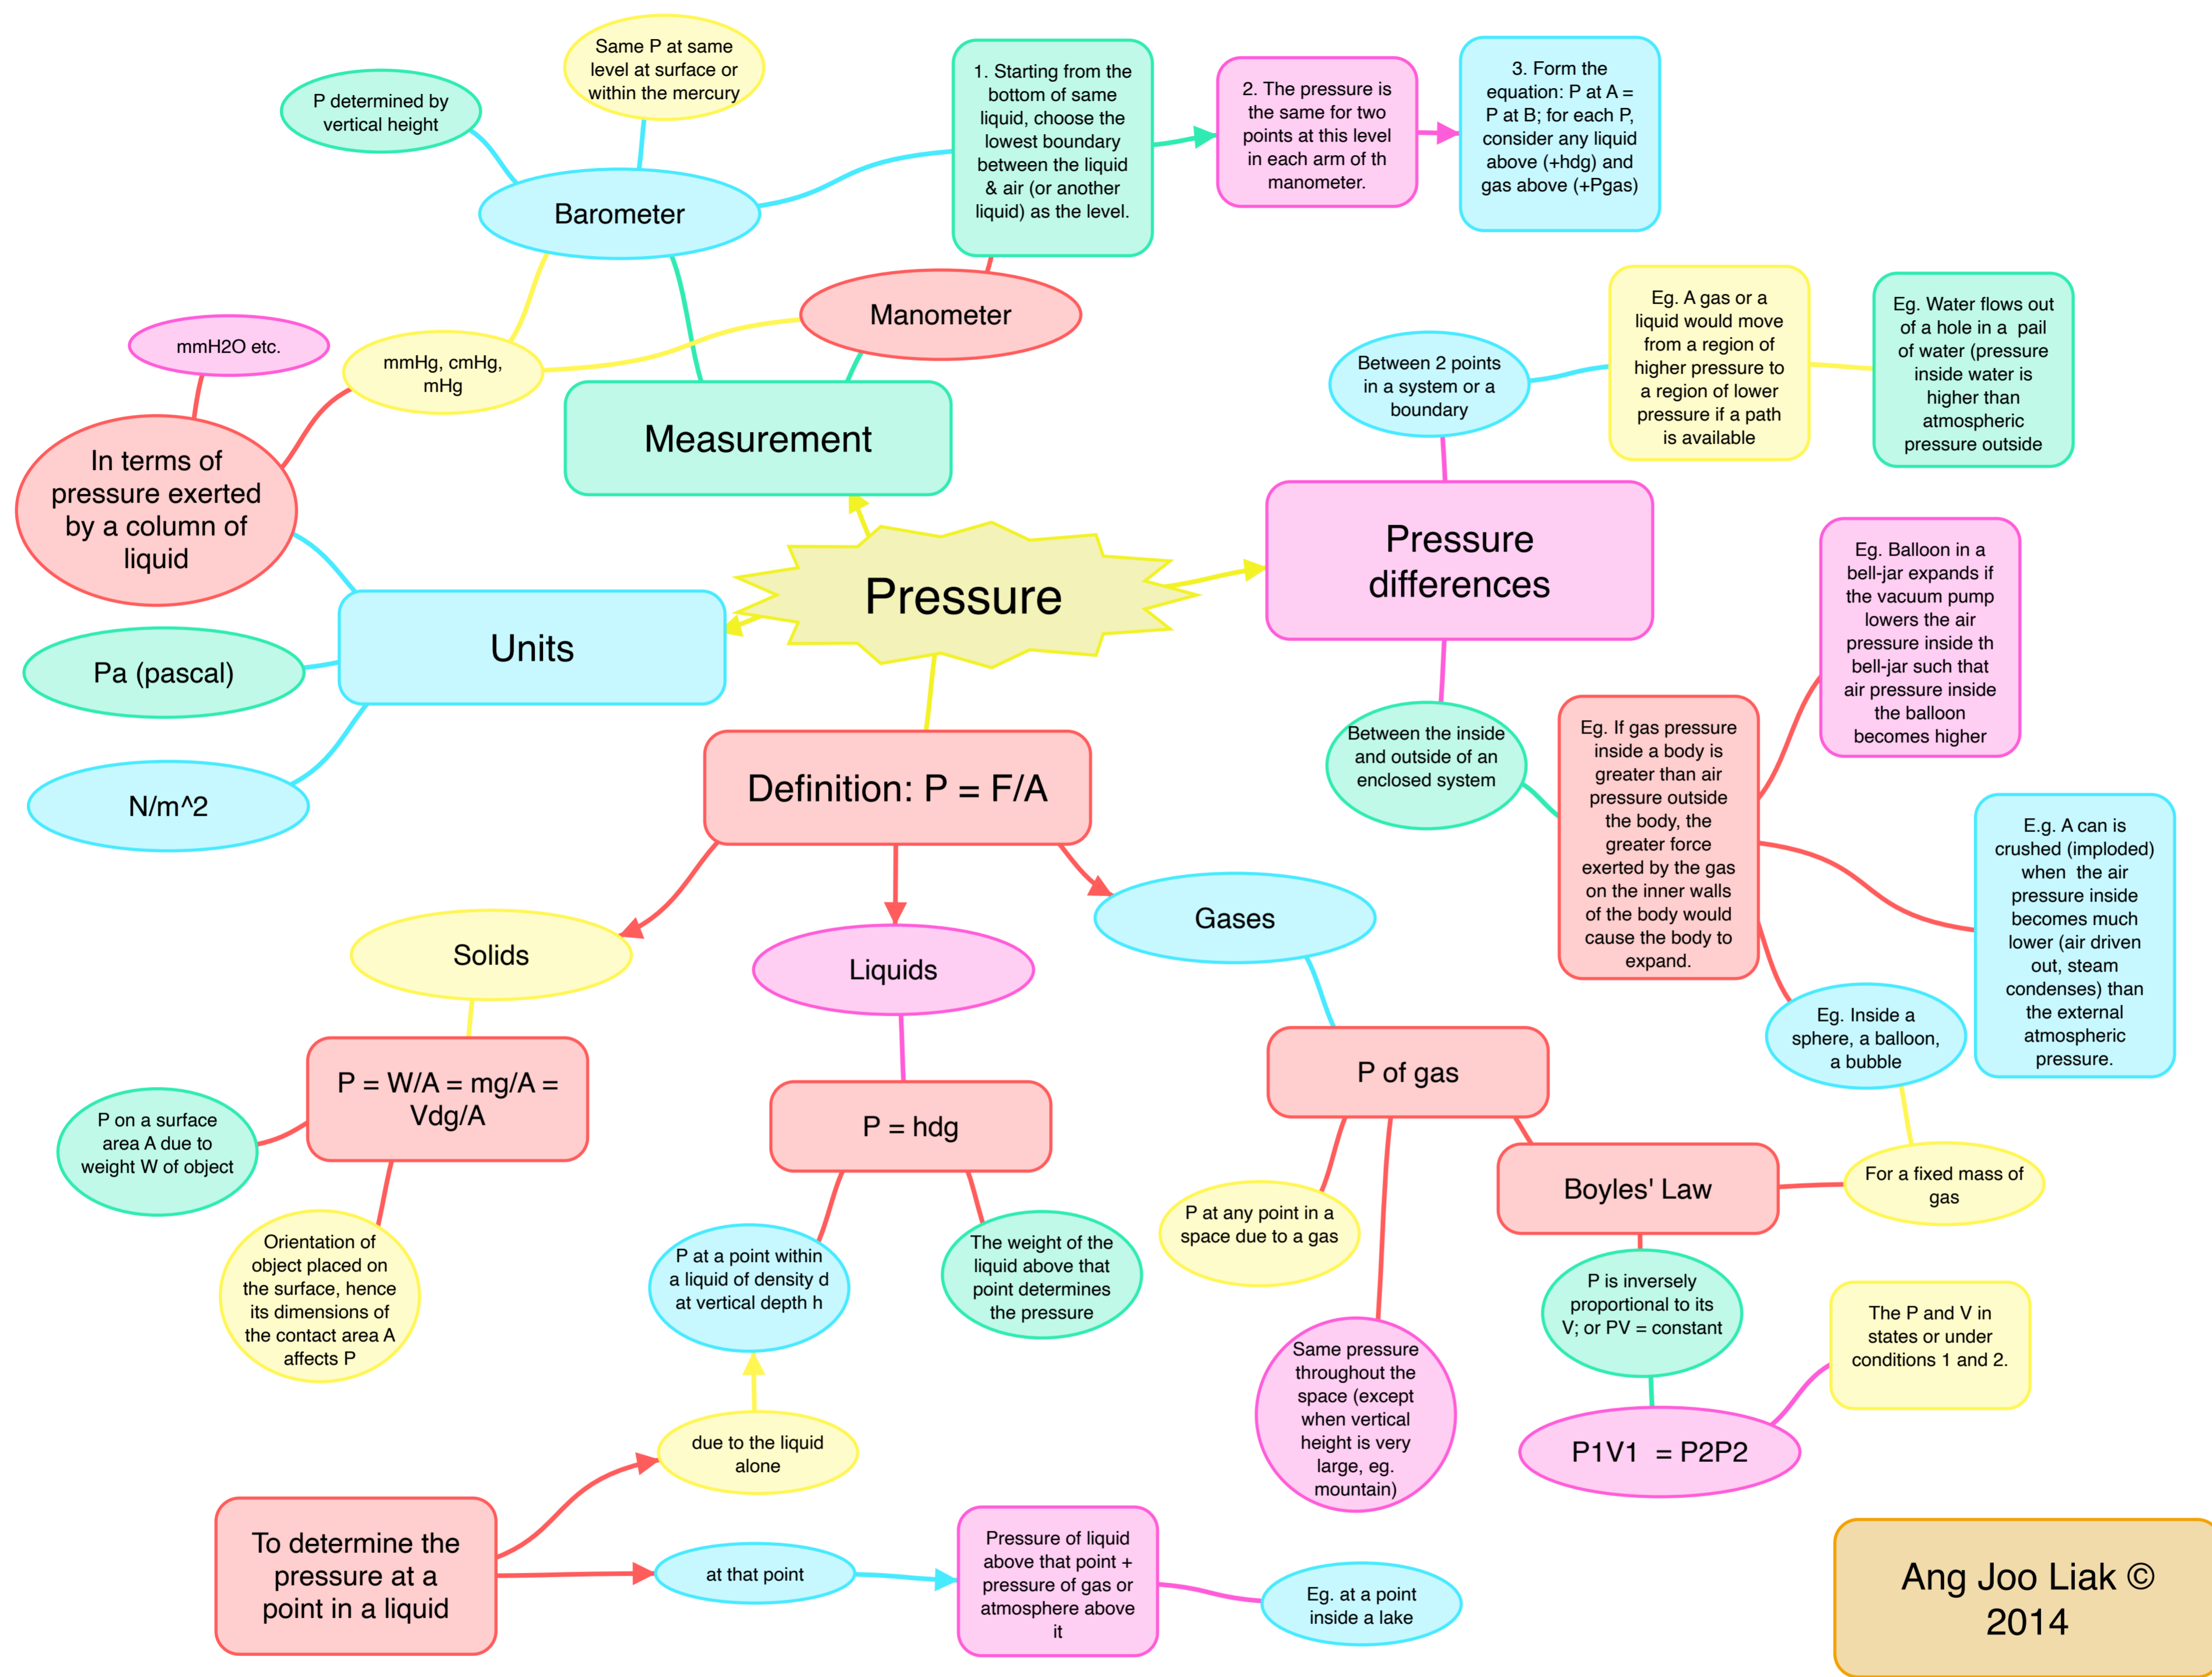 Same P at same
level at surface or
within the mercury
P determined by
vertical height
Barometer
1. Starting from the
bottom of same
liquid, choose the
lowest boundary
between the liquid
& air (or another
liquid) as the level.
2. The pressure is
the same for two
points at this level
in each arm of th
manometer.
3. Form the
equation: P at A =
P at B; for each P,
consider any liquid
above (+hdg) and
gas above (+Pgas)
Manometer
mmH2O etc.
mmHg, cmHg,
mHg
Measurement
In terms of
pressure exerted
by a column of
liquid
Between 2 points
in a system or a
boundary
Eg. A gas or a
liquid would move
from a region of
higher pressure to
a region of lower
pressure if a path
is available
Eg. Water flows out
of a hole in a  pail
of water (pressure
inside water is
higher than
atmospheric
pressure outside
Pressure
differences
Pressure
Units
Pa (pascal)
N/m^2
Eg. Balloon in a
bell-jar expands if
the vacuum pump
lowers the air
pressure inside th
bell-jar such that
air pressure inside
the balloon
becomes higher
Between the inside
and outside of an
enclosed system
Eg. If gas pressure
inside a body is
greater than air
pressure outside
the body, the
greater force
exerted by the gas
on the inner walls
of the body would
cause the body to
expand.
E.g. A can is
crushed (imploded)
when  the air
pressure inside
becomes much
lower (air driven
out, steam
condenses) than
the external
atmospheric
pressure.
Eg. Inside a
sphere, a balloon,
a bubble
Definition: P = F/A
Solids
Liquids
Gases
P = W/A = mg/A =
Vdg/A
P on a surface
area A due to
weight W of object
Orientation of
object placed on
the surface, hence
its dimensions of
the contact area A
affects P
P = hdg
P at a point within
a liquid of density d
at vertical depth h
The weight of the
liquid above that
point determines
the pressure
P of gas
P at any point in a
space due to a gas
Same pressure
throughout the
space (except
when vertical
height is very
large, eg.
mountain)
Boyles' Law
For a fixed mass of
gas
P is inversely
proportional to its
V; or PV = constant
The P and V in
states or under
conditions 1 and 2.
P1V1  = P2P2
due to the liquid
alone
To determine the
pressure at a
point in a liquid
at that point
Pressure of liquid
above that point +
pressure of gas or
atmosphere above
it
Eg. at a point
inside a lake
Ang Joo Liak ©
2014